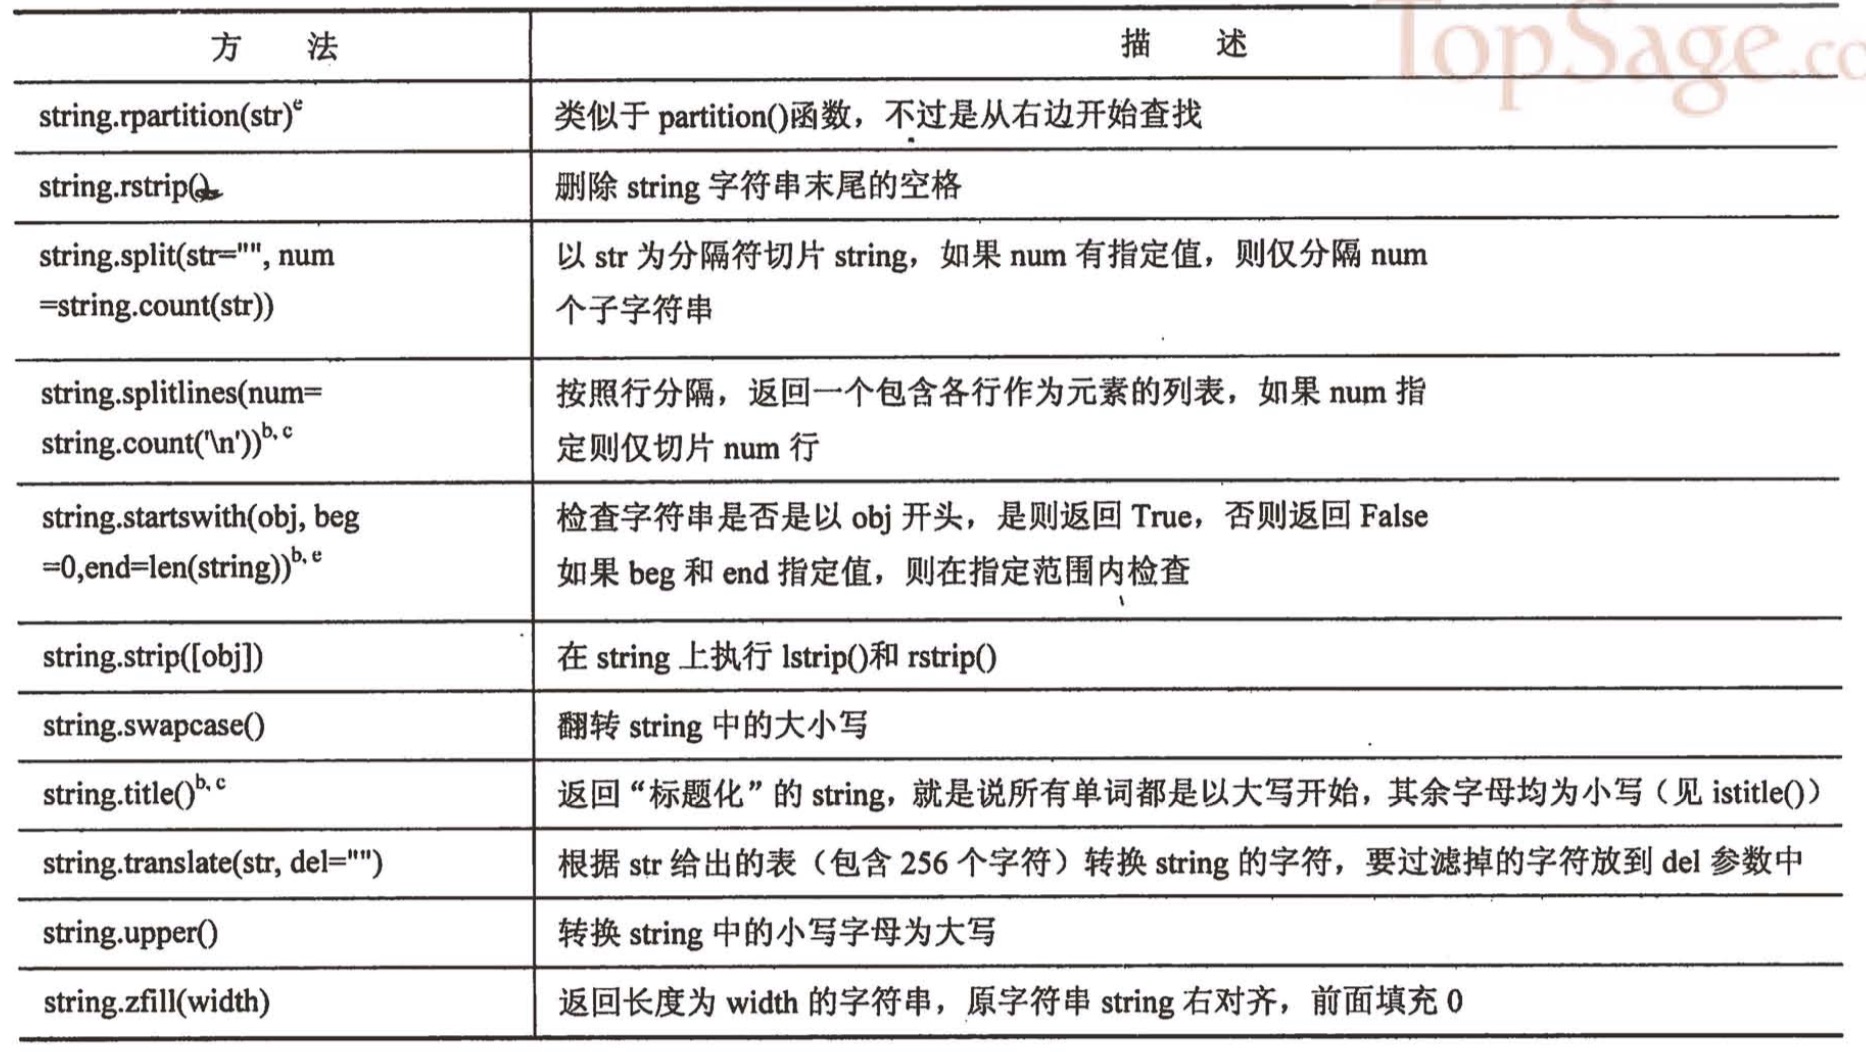 TopSage.co
方 法 描 述
string.rpartition(str)e 类似于 partition()函数，不过是从右边开始查找
string.rstrip() 删除 string 字符串末尾的空格
string.split(str="", num 以 str 为分隔符切片 string，如果 num 有指定值，则仅分隔 num
=string.count(str)) 个子字符串
string.splitlines(num= 按照行分隔，返回一个包含各行作为元素的列表，如果 num 指
string.count('\n'))b, c 定则仅切片 num 行
string.startswith(obj, beg 检查字符串是否是以 obj 开头，是则返回 True，否则返回 False
=0,end=len(string))b, e 如果 beg 和 end 指定值，则在指定范围内检查
string.strip([obj]) 在 string 上执行 lstrip()和 rstrip()
string.swapcase() 翻转 string 中的大小写
string.title()b, c 返回“标题化”的 string，就是说所有单词都是以大写开始，其余字母均为小写（见 istitle()）
string.translate(str, del="") 根据 str 给出的表（包含 256 个字符）转换 string 的字符，要过滤掉的字符放到 del 参数中
string.upper() 转换 string 中的小写字母为大写
string.zfill(width) 返回长度为 width 的字符串，原字符串 string 右对齐，前面填充 0